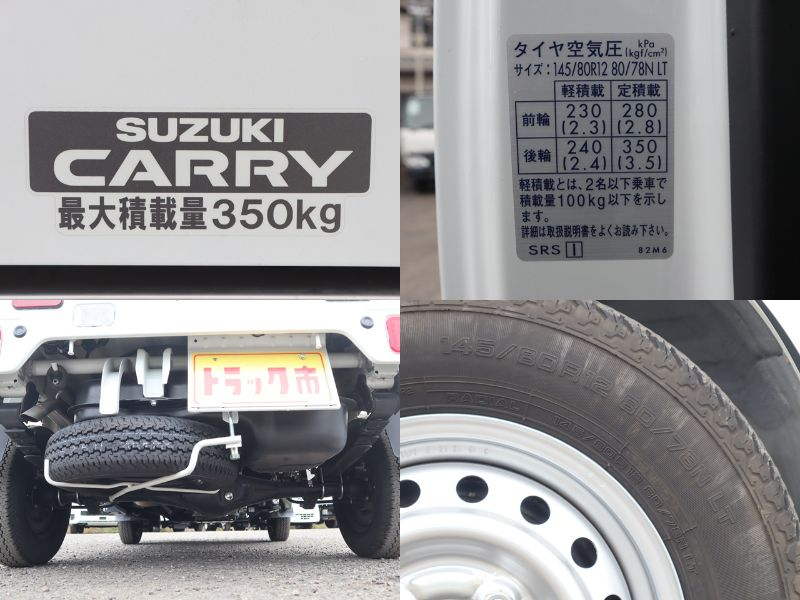 SUZUKI
CARRY
最大積載量350kg
タイヤ空気圧 kPa (kgf/cm²)
サイズ：145/80R12 80/78N LT
軽積載 定積載
前輪 230 (2.3) 280 (2.8)
後輪 240 (2.4) 350 (3.5)
軽積載とは、2名以下乗車で
積載量100kg以下を示し
ます。
詳細は取扱説明書をよくお読み下さい。
SRS I 82M6
トラック市
145/80R12 80/78N LT
RADIAL